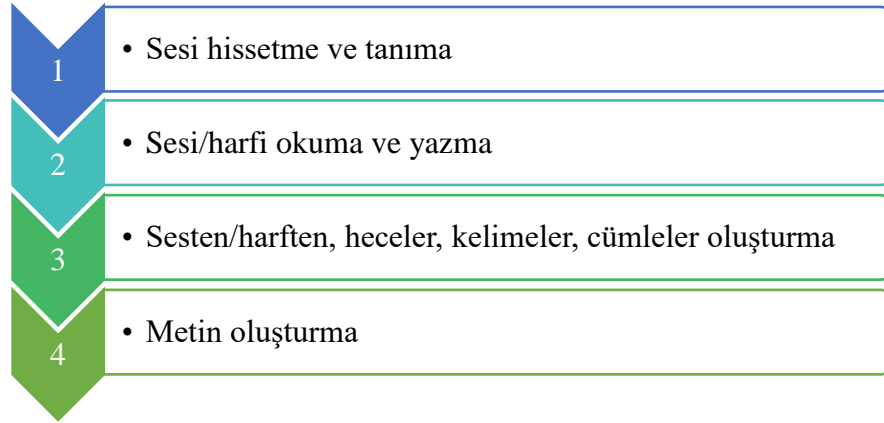 1
• Sesi hissetme ve tanıma
2
• Sesi/harfi okuma ve yazma
3
• Sesten/harften, heceler, kelimeler, cümleler oluşturma
4
• Metin oluşturma